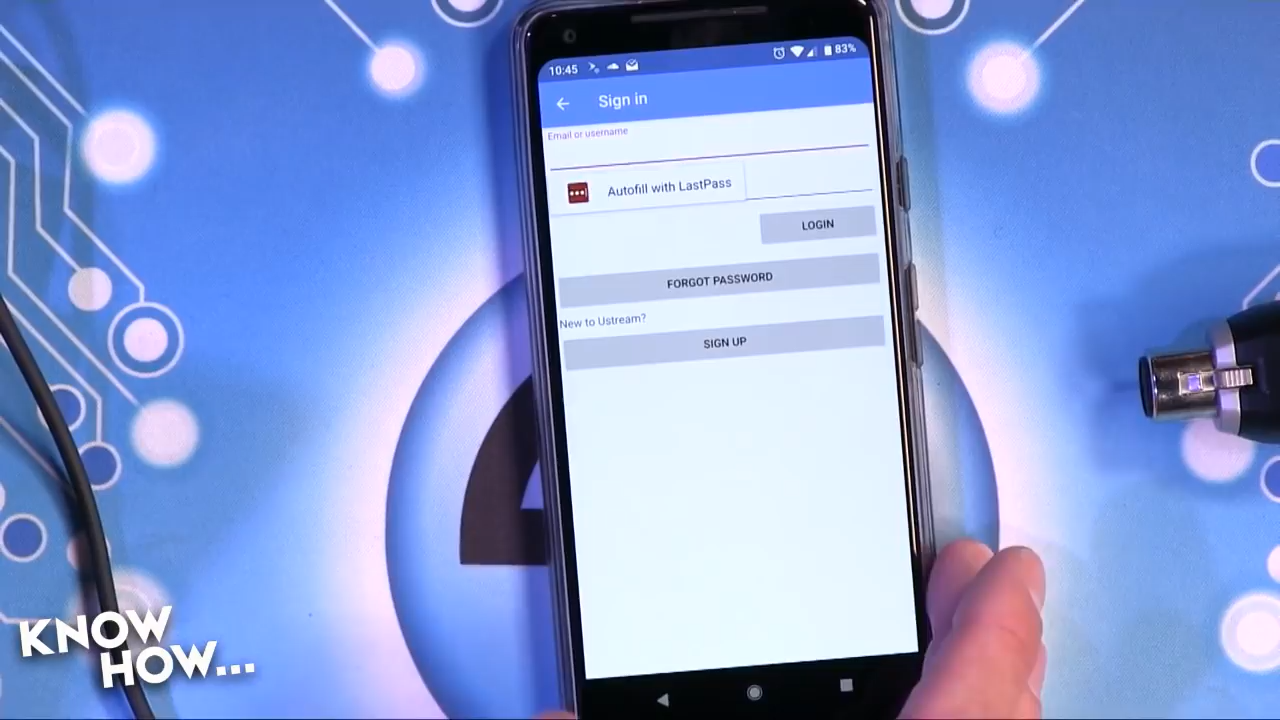 10:45
83%
Sign in
Email or username
Autofill with LastPass
LOGIN
FORGOT PASSWORD
New to Ustream?
SIGN UP
KNOW
HOW...